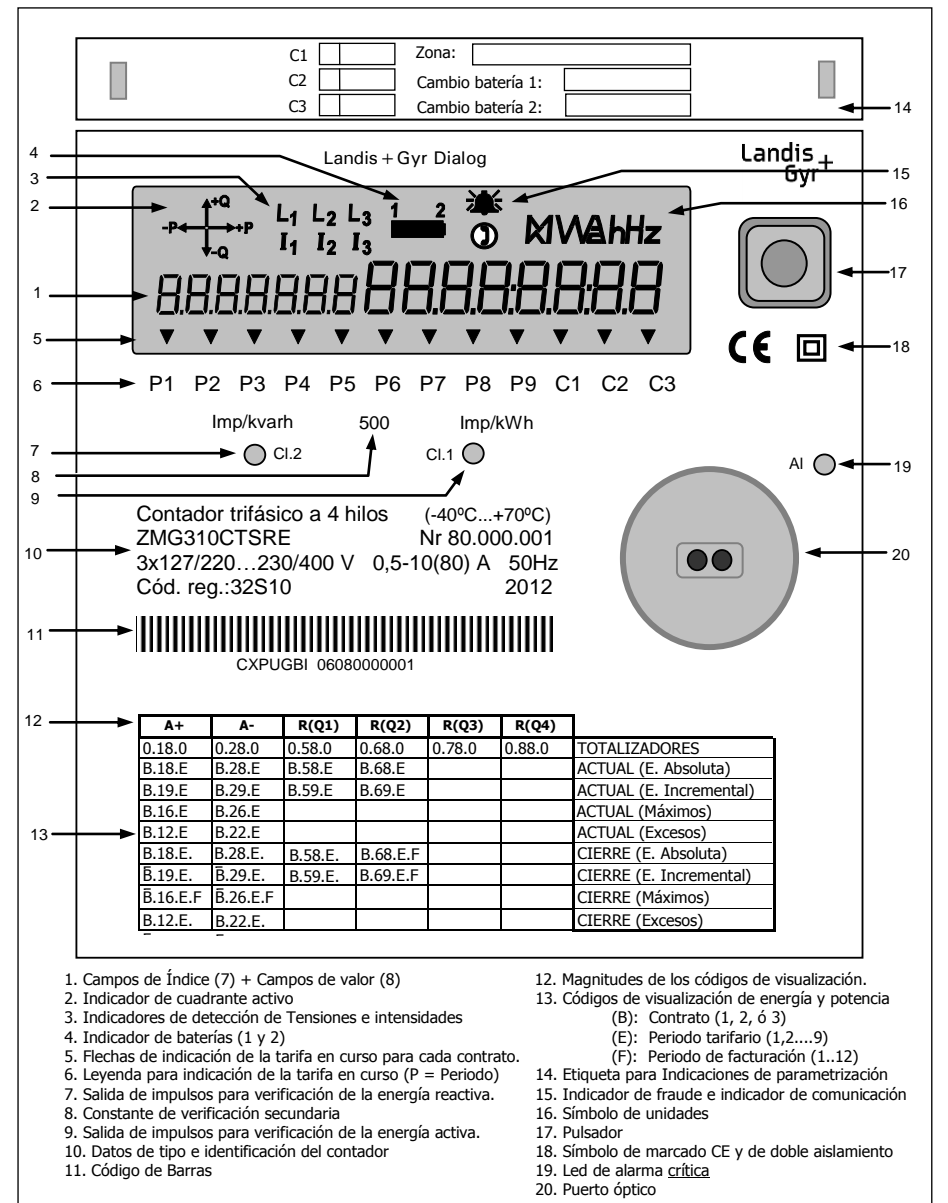 C1 Zona:
C2 Cambio batería 1:
C3 Cambio batería 2:
14
Landis + Gyr Dialog
Landis
Gyr+
4
3
2
1
5
6
7
8
9
10
11
12
13
15
16
17
18
19
20
+Q
-P +P
-Q
L1 L2 L3
I1 I2 I3
1 2
P1 P2 P3 P4 P5 P6 P7 P8 P9 C1 C2 C3
CE
Imp/kvarh 500 Imp/kWh
Cl.2 Cl.1
AI
Contador trifásico a 4 hilos (-40ºC...+70ºC)
ZMG310CTSRE Nr 80.000.001
3x127/220…230/400 V 0,5-10(80) A 50Hz
Cód. reg.:32S10 2012
CXPUGBI 06080000001
A+ A- R(Q1) R(Q2) R(Q3) R(Q4)
0.18.0 0.28.0 0.58.0 0.68.0 0.78.0 0.88.0 TOTALIZADORES
B.18.E B.28.E B.58.E B.68.E ACTUAL (E. Absoluta)
B.19.E B.29.E B.59.E B.69.E ACTUAL (E. Incremental)
B.16.E B.26.E ACTUAL (Máximos)
B.12.E B.22.E ACTUAL (Excesos)
B.18.E. B.28.E. B.58.E. B.68.E.F CIERRE (E. Absoluta)
B.19.E. B.29.E. B.59.E. B.69.E.F CIERRE (E. Incremental)
B.16.E.F B.26.E.F CIERRE (Máximos)
B.12.E. B.22.E. CIERRE (Excesos)
1. Campos de Índice (7) + Campos de valor (8)
2. Indicador de cuadrante activo
3. Indicadores de detección de Tensiones e intensidades
4. Indicador de baterías (1 y 2)
5. Flechas de indicación de la tarifa en curso para cada contrato.
6. Leyenda para indicación de la tarifa en curso (P = Periodo)
7. Salida de impulsos para verificación de la energía reactiva.
8. Constante de verificación secundaria
9. Salida de impulsos para verificación de la energía activa.
10. Datos de tipo e identificación del contador
11. Código de Barras
12. Magnitudes de los códigos de visualización.
13. Códigos de visualización de energía y potencia
(B): Contrato (1, 2, ó 3)
(E): Periodo tarifario (1,2....9)
(F): Periodo de facturación (1..12)
14. Etiqueta para Indicaciones de parametrización
15. Indicador de fraude e indicador de comunicación
16. Símbolo de unidades
17. Pulsador
18. Símbolo de marcado CE y de doble aislamiento
19. Led de alarma crítica
20. Puerto óptico